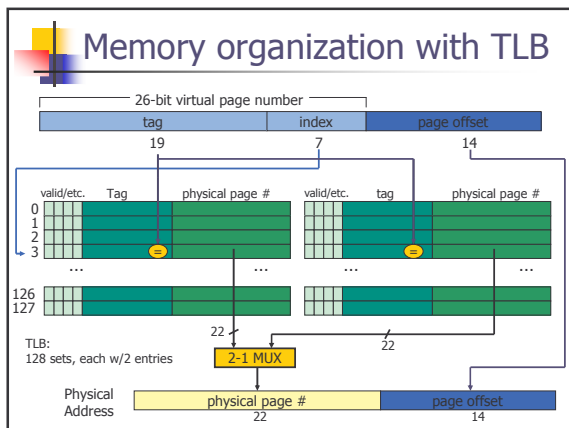 Memory organization with TLB
26-bit virtual page number
tag index page offset
19 7 14
valid/etc. Tag physical page # valid/etc. tag physical page #
0
1
2
3 = =
... ... ... ...
126
127
22 22
TLB:
128 sets, each w/2 entries
2-1 MUX
Physical
Address
physical page # page offset
22 14